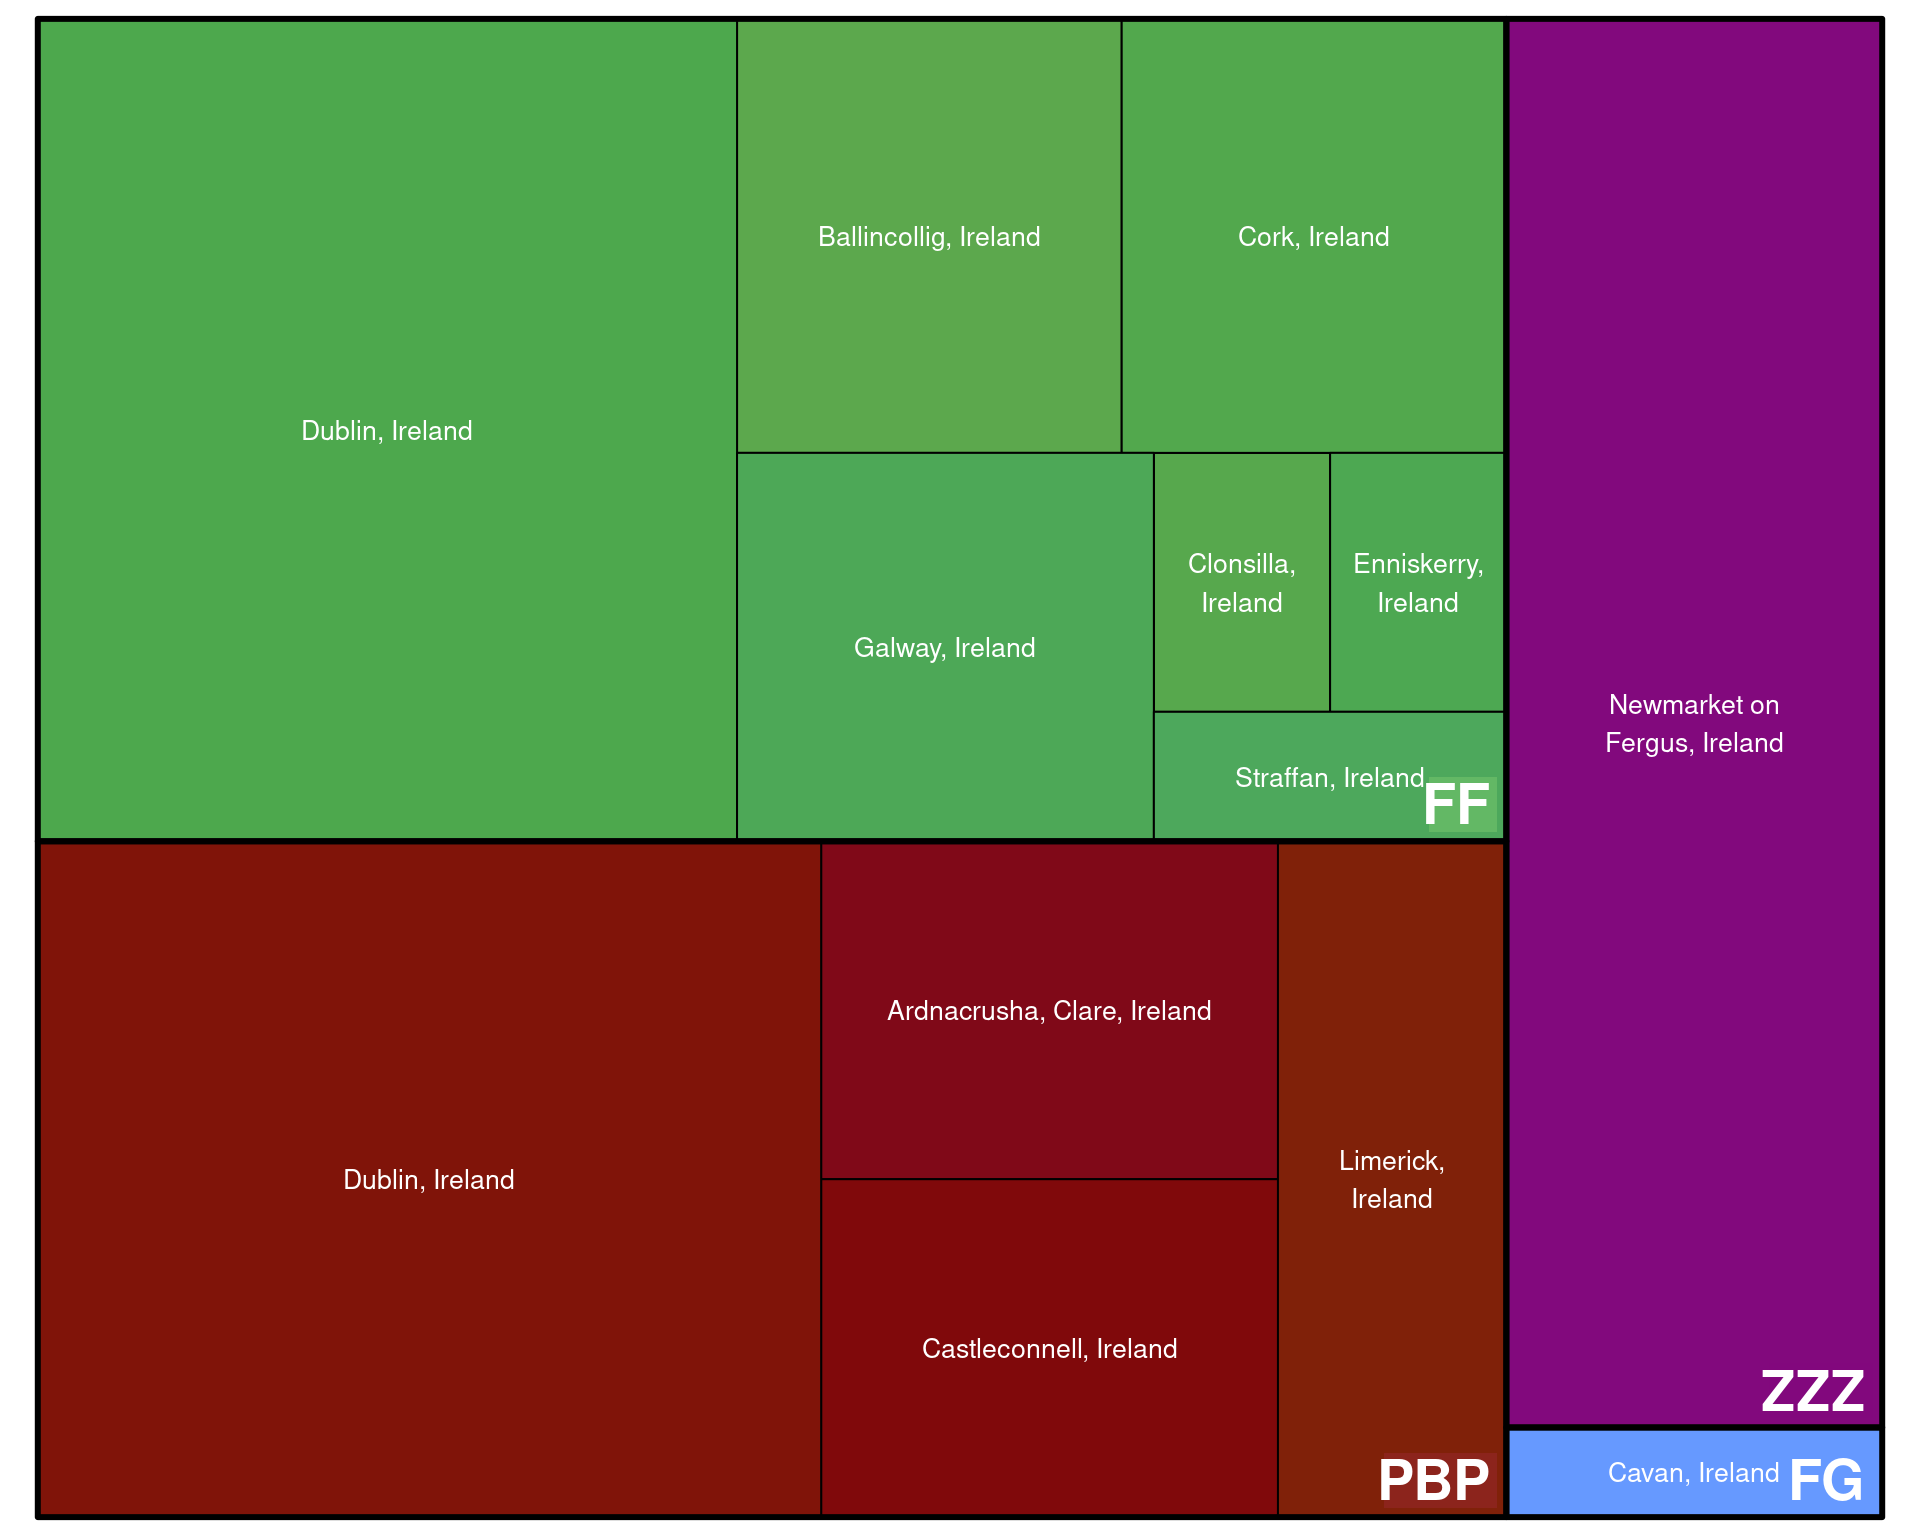 Dublin, Ireland
Ballincollig, Ireland
Cork, Ireland
Galway, Ireland
Clonsilla,
Ireland
Enniskerry,
Ireland
Straffan, Ireland
FF
Dublin, Ireland
Ardnacrusha, Clare, Ireland
Castleconnell, Ireland
Limerick,
Ireland
PBP
Newmarket on
Fergus, Ireland
ZZZ
Cavan, Ireland
FG